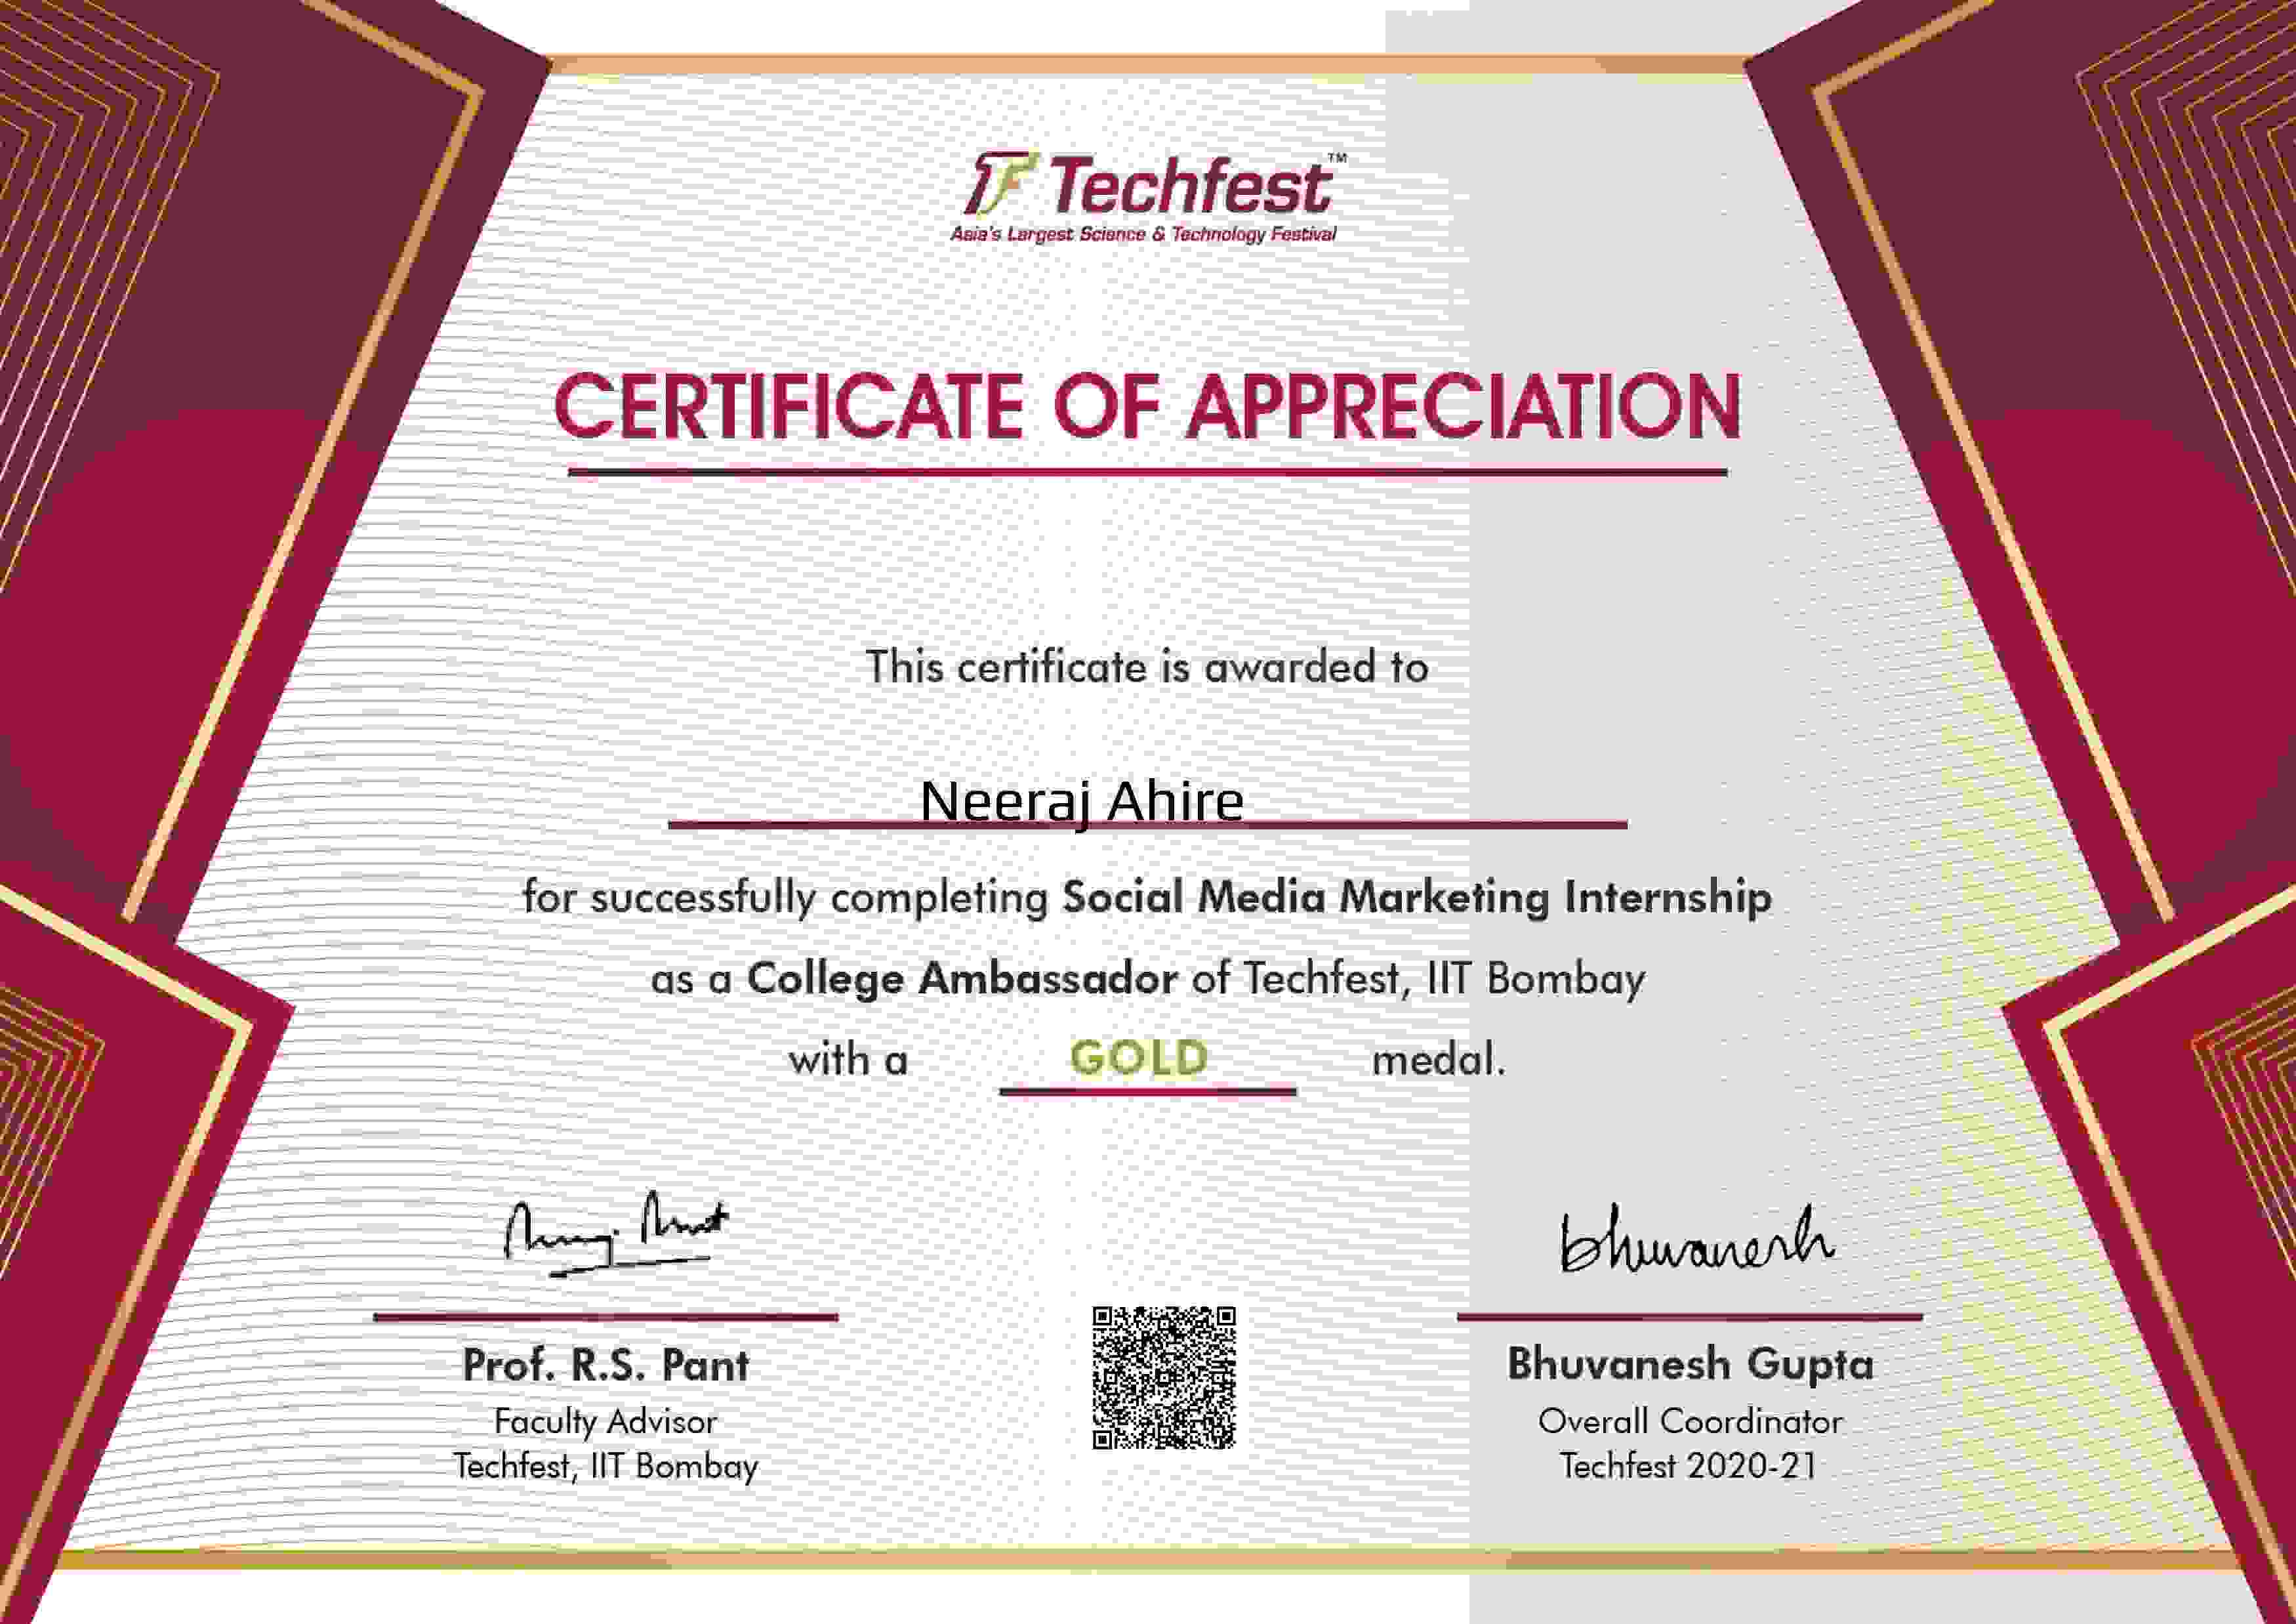 TF Techfest™
Asia's Largest Science & Technology Festival
CERTIFICATE OF APPRECIATION
This certificate is awarded to
Neeraj Ahire
for successfully completing Social Media Marketing Internship
as a College Ambassador of Techfest, IIT Bombay
with a GOLD medal.
bhuvanesh
Prof. R.S. Pant
Faculty Advisor
Techfest, IIT Bombay
Bhuvanesh Gupta
Overall Coordinator
Techfest 2020-21